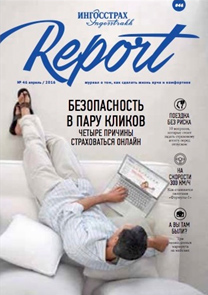 ИНГОССТРАХ
Ingosstrakh
Report
№ 46 апрель / 2016
журнал о том, как сделать жизнь ярче и комфортнее
БЕЗОПАСНОСТЬ
В ПАРУ КЛИКОВ
ЧЕТЫРЕ ПРИЧИНЫ
СТРАХОВАТЬСЯ ОНЛАЙН
ПОЕЗДКА
БЕЗ РИСКА
НА
СКОРОСТИ
300 КМ/Ч
А ВЫ ТАМ
БЫЛИ?